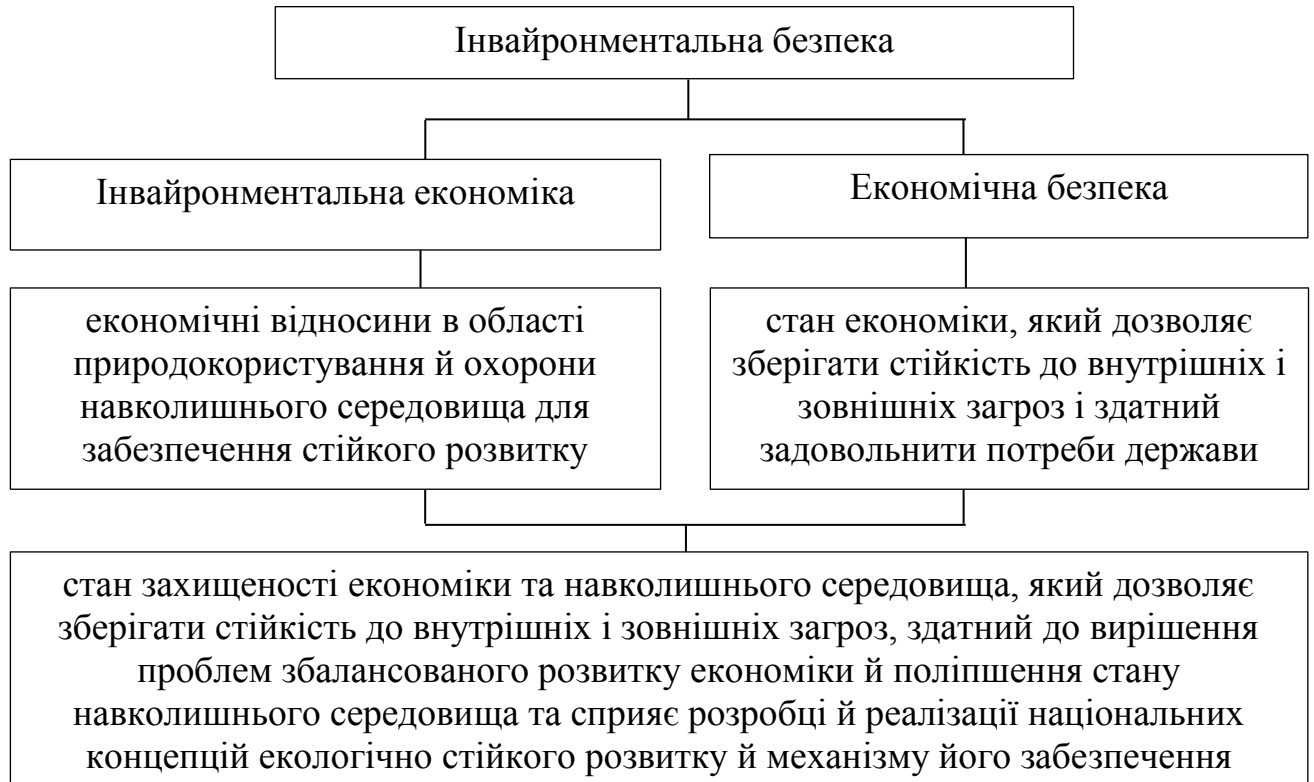 Інвайронментальна безпека
Інвайронментальна економіка
Економічна безпека
економічні відносини в області
природокористування й охорони
навколишнього середовища для
забезпечення стійкого розвитку
стан економіки, який дозволяє
зберігати стійкість до внутрішніх і
зовнішніх загроз і здатний
задовольнити потреби держави
стан захищеності економіки та навколишнього середовища, який дозволяє
зберігати стійкість до внутрішніх і зовнішніх загроз, здатний до вирішення
проблем збалансованого розвитку економіки й поліпшення стану
навколишнього середовища та сприяє розробці й реалізації національних
концепцій екологічно стійкого розвитку й механізму його забезпечення